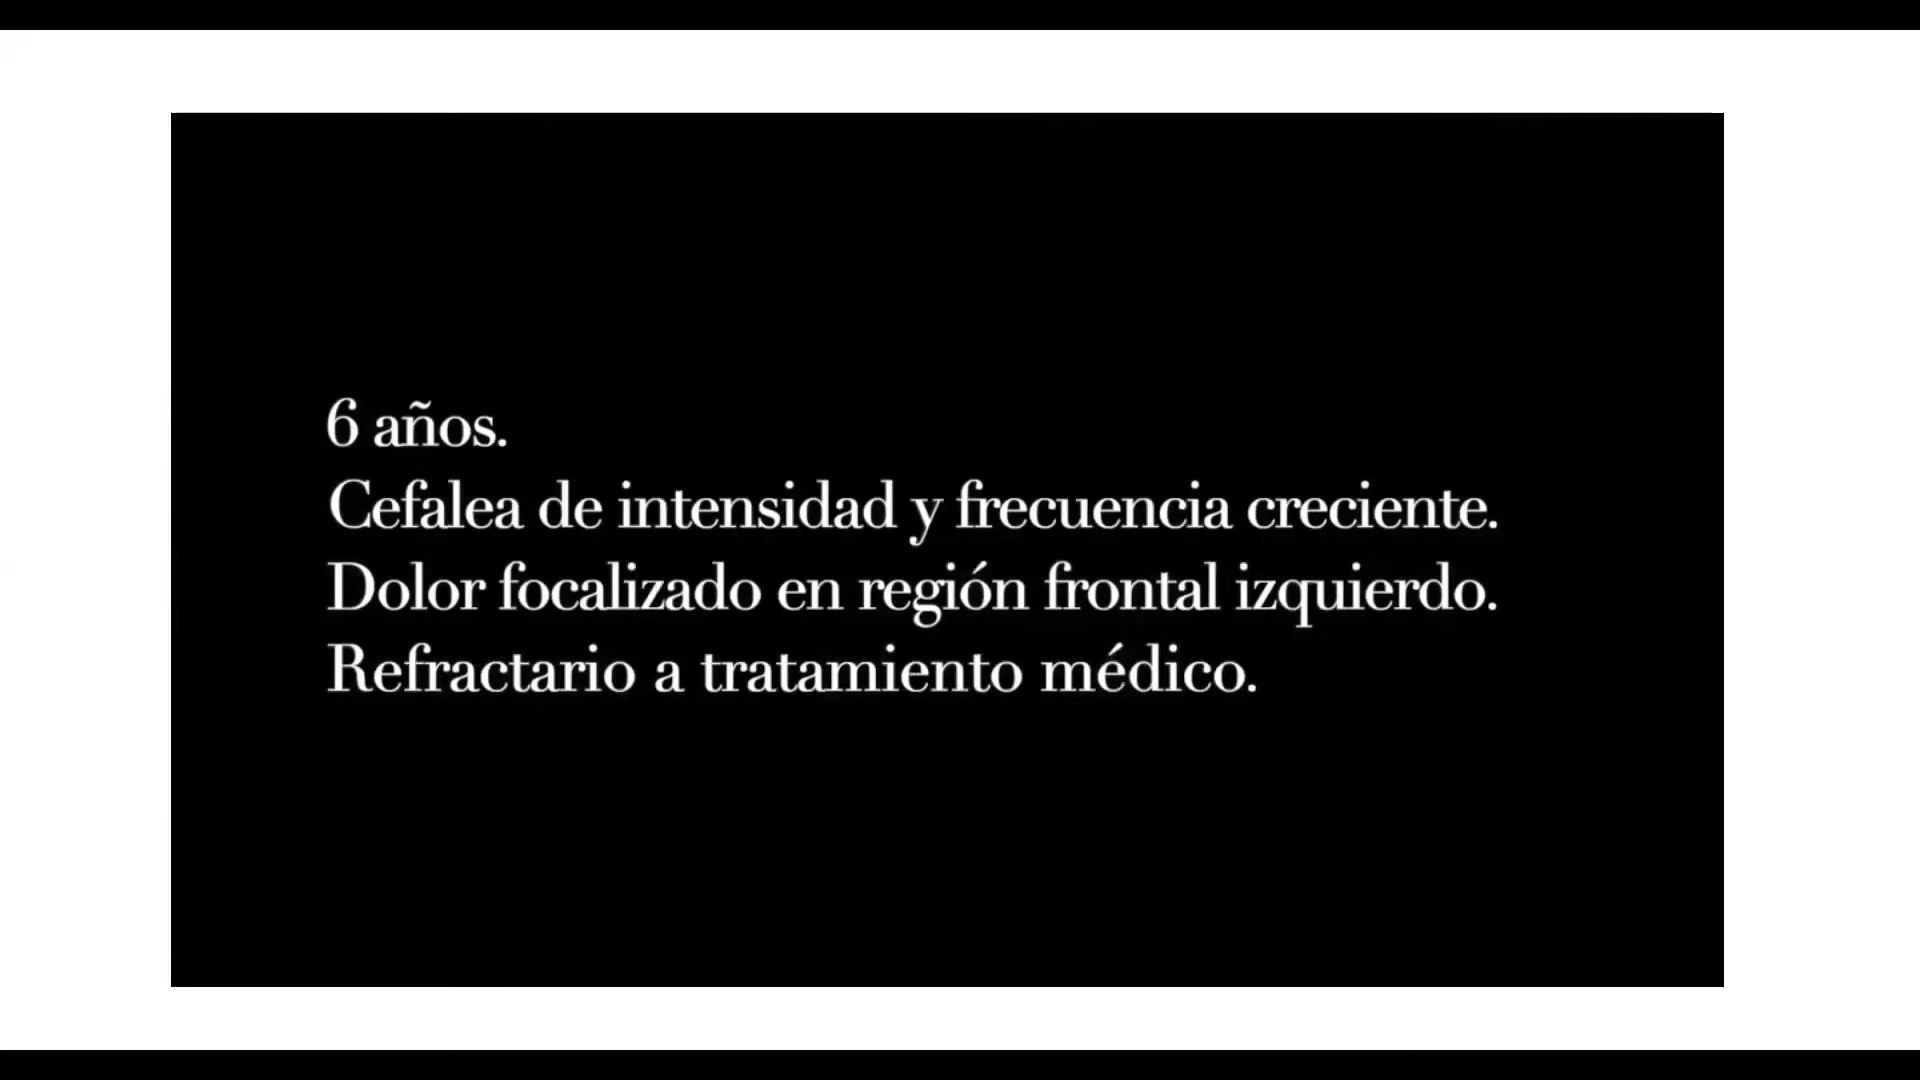 6 años.
Cefalea de intensidad y frecuencia creciente.
Dolor focalizado en región frontal izquierdo.
Refractario a tratamiento médico.